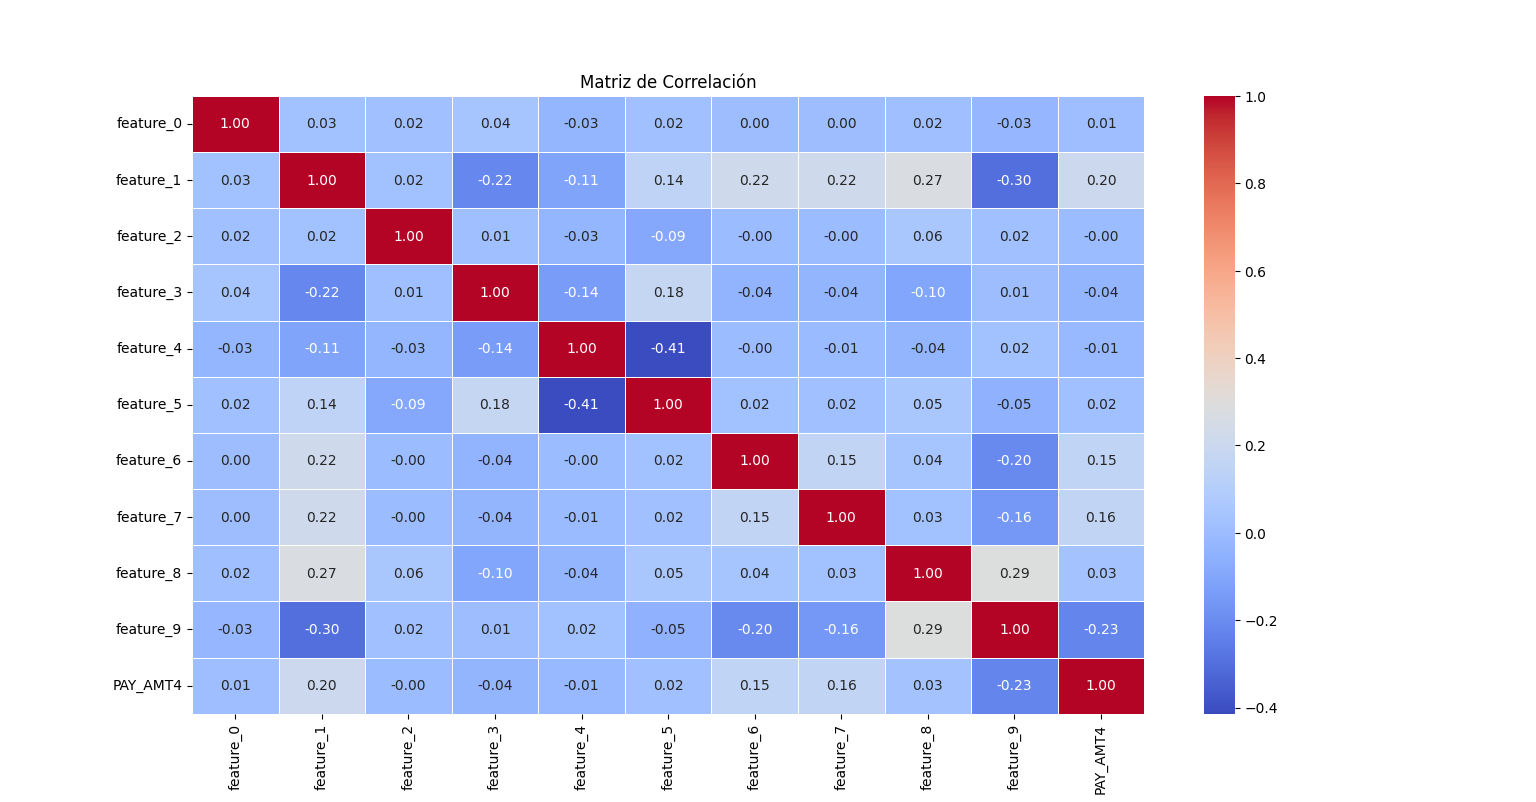 Matriz de Correlación
feature_0 1.00 0.03 0.02 0.04 -0.03 0.02 0.00 0.00 0.02 -0.03 0.01
feature_1 0.03 1.00 0.02 -0.22 -0.11 0.14 0.22 0.22 0.27 -0.30 0.20
feature_2 0.02 0.02 1.00 0.01 -0.03 -0.09 -0.00 -0.00 0.06 0.02 -0.00
feature_3 0.04 -0.22 0.01 1.00 -0.14 0.18 -0.04 -0.04 -0.10 0.01 -0.04
feature_4 -0.03 -0.11 -0.03 -0.14 1.00 -0.41 -0.00 -0.01 -0.04 0.02 -0.01
feature_5 0.02 0.14 -0.09 0.18 -0.41 1.00 0.02 0.02 0.05 -0.05 0.02
feature_6 0.00 0.22 -0.00 -0.04 -0.00 0.02 1.00 0.15 0.04 -0.20 0.15
feature_7 0.00 0.22 -0.00 -0.04 -0.01 0.02 0.15 1.00 0.03 -0.16 0.16
feature_8 0.02 0.27 0.06 -0.10 -0.04 0.05 0.04 0.03 1.00 0.29 0.03
feature_9 -0.03 -0.30 0.02 0.01 0.02 -0.05 -0.20 -0.16 0.29 1.00 -0.23
PAY_AMT4 0.01 0.20 -0.00 -0.04 -0.01 0.02 0.15 0.16 0.03 -0.23 1.00
feature_0 feature_1 feature_2 feature_3 feature_4 feature_5 feature_6 feature_7 feature_8 feature_9 PAY_AMT4
1.0
0.8
0.6
0.4
0.2
0.0
−0.2
−0.4